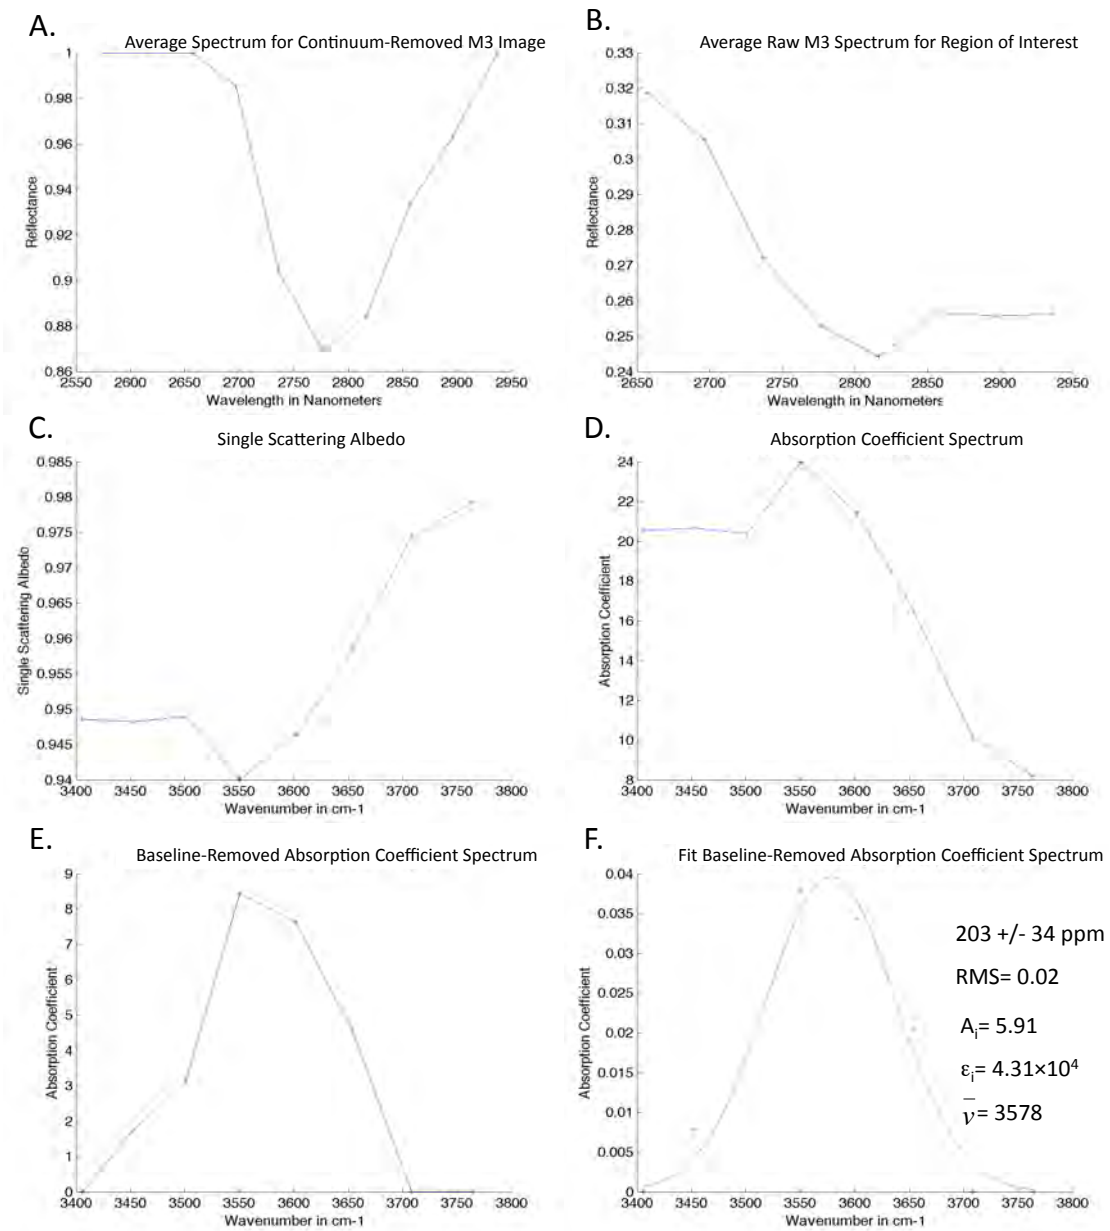 A.
Average Spectrum for Continuum-Removed M3 Image
1
0.98
0.96
0.94
0.92
0.9
0.88
0.86
Reflectance
2550 2600 2650 2700 2750 2800 2850 2900 2950
Wavelength in Nanometers
B.
Average Raw M3 Spectrum for Region of Interest
0.33
0.32
0.31
0.3
0.29
0.28
0.27
0.26
0.25
0.24
Reflectance
2650 2700 2750 2800 2850 2900 2950
Wavelength in Nanometers
C.
Single Scattering Albedo
0.985
0.98
0.975
0.97
0.965
0.96
0.955
0.95
0.945
0.94
Single Scattering Albedo
3400 3450 3500 3550 3600 3650 3700 3750 3800
Wavenumber in cm-1
D.
Absorption Coefficient Spectrum
24
22
20
18
16
14
12
10
8
Absorption Coefficient
3400 3450 3500 3550 3600 3650 3700 3750 3800
Wavenumber in cm-1
E.
Baseline-Removed Absorption Coefficient Spectrum
9
8
7
6
5
4
3
2
1
0
Absorption Coefficient
3400 3450 3500 3550 3600 3650 3700 3750 3800
Wavenumber in cm-1
F.
Fit Baseline-Removed Absorption Coefficient Spectrum
0.04
0.035
0.03
0.025
0.02
0.015
0.01
0.005
0
Absorption Coefficient
203 +/- 34 ppm
RMS= 0.02
Aᵢ= 5.91
εᵢ= 4.31×10⁴
v̅= 3578
3400 3450 3500 3550 3600 3650 3700 3750 3800
Wavenumber in cm-1